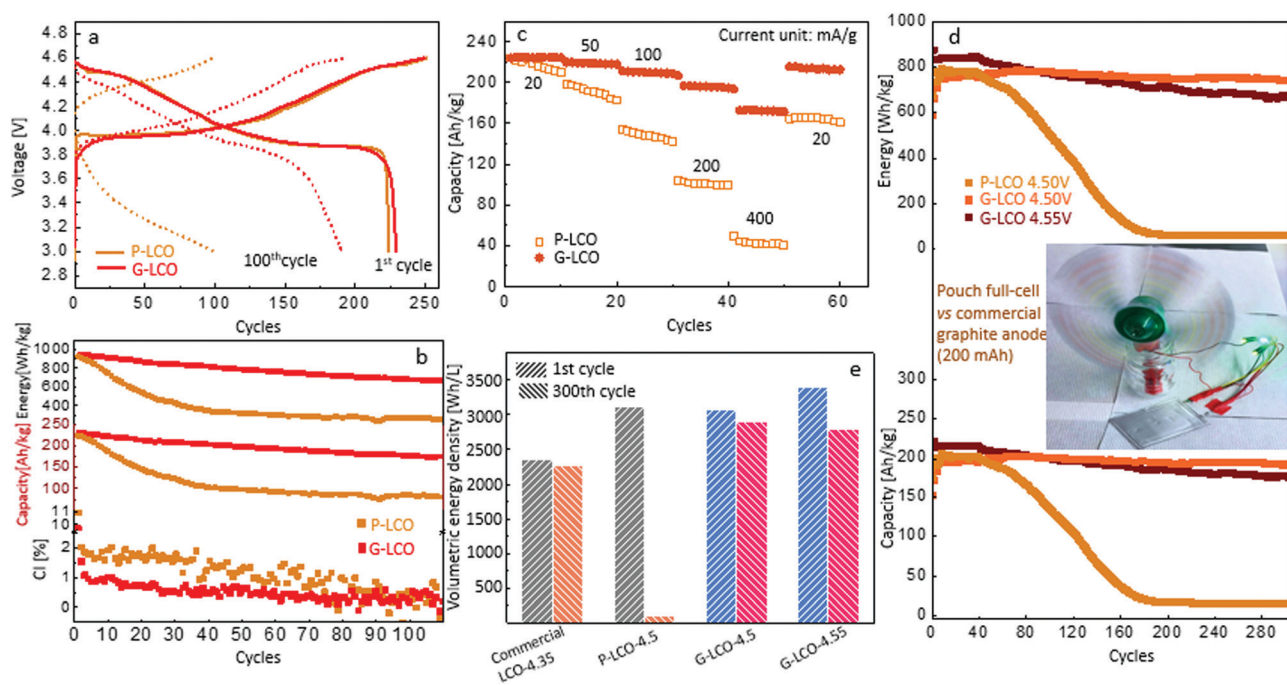 a
4.8
4.6
4.4
4.2
4.0
3.8
3.6
3.4
3.2
3.0
2.8
Voltage [V]
P-LCO
G-LCO
100th cycle
1st cycle
0 50 100 150 200 250
Cycles
c
Current unit: mA/g
240
200
160
120
80
40
0
Capacity [Ah/kg]
20
50
100
200
400
20
P-LCO
G-LCO
0 20 40 60
Cycles
d
1000
800
600
400
200
0
Energy [Wh/kg]
P-LCO 4.50V
G-LCO 4.50V
G-LCO 4.55V
Pouch full-cell
vs commercial
graphite anode
(200 mAh)
250
200
150
100
50
0
Capacity [Ah/kg]
0 40 80 120 160 200 240 280
Cycles
b
1000
800
600
400
250
200
150
100
11
10
2
1
0
Capacity[Ah/kg] Energy[Wh/kg]
CI [%]
P-LCO
G-LCO
0 10 20 30 40 50 60 70 80 90 100
Cycles
e
1st cycle
300th cycle
3500
3000
2500
2000
1500
1000
500
Volumetric energy density [Wh/L]
Commercial
LCO-4.35
P-LCO-4.5
G-LCO-4.5
G-LCO-4.55